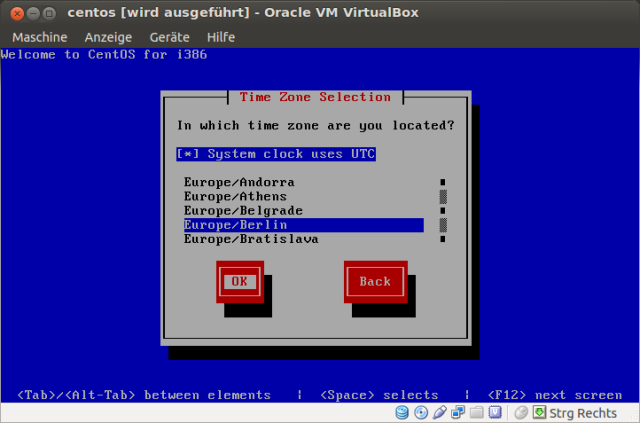 centos [wird ausgeführt] - Oracle VM VirtualBox
Maschine Anzeige Geräte Hilfe
Welcome to CentOS for i386
Time Zone Selection
In which time zone are you located?
[*] System clock uses UTC
Europe/Andorra
Europe/Athens
Europe/Belgrade
Europe/Berlin
Europe/Bratislava
OK Back
<Tab>/<Alt-Tab> between elements | <Space> selects | <F12> next screen
Strg Rechts